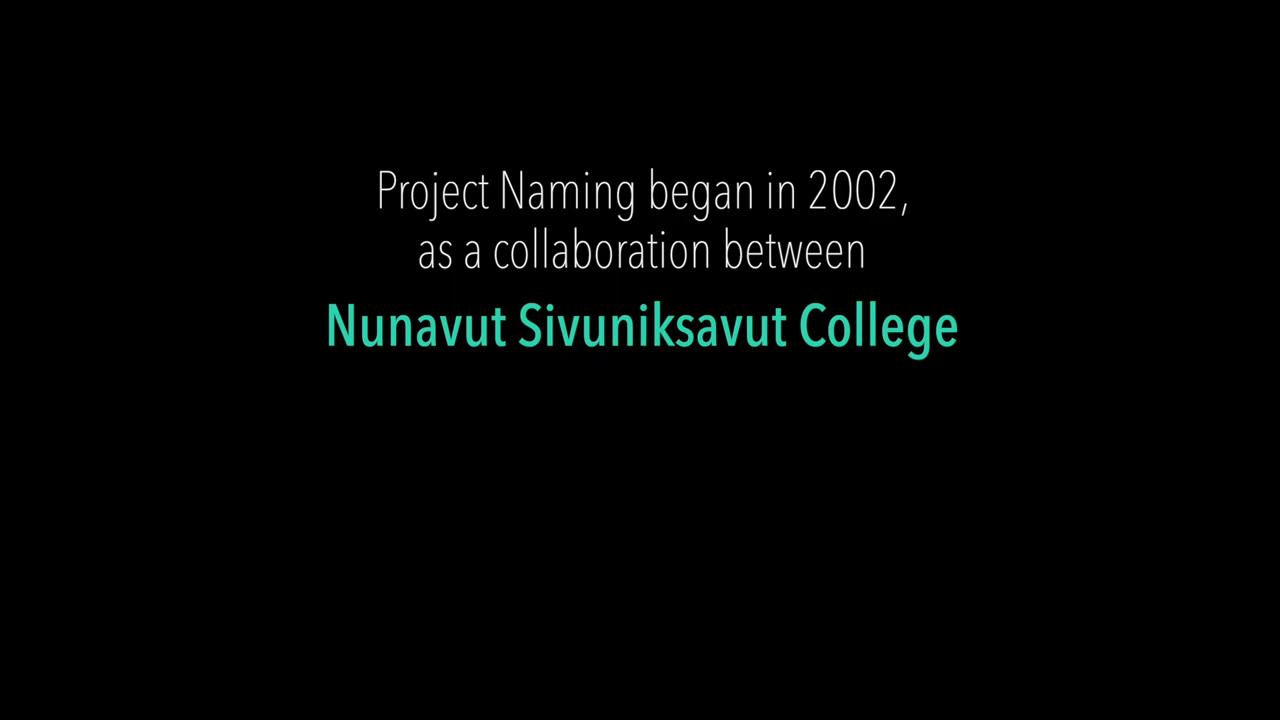 Project Naming began in 2002,
as a collaboration between
Nunavut Sivuniksavut College